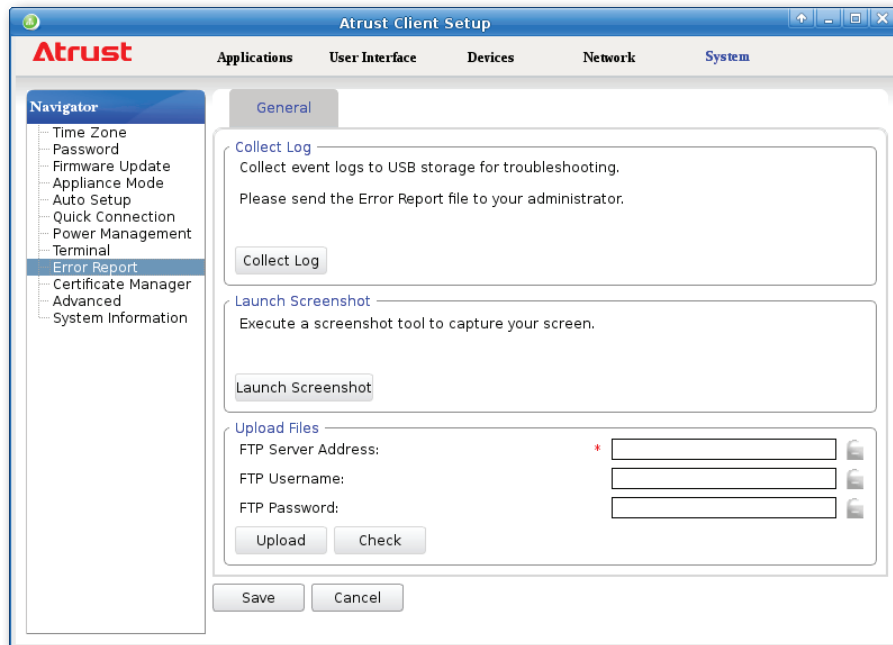 Atrust Client Setup
Atrust
Applications User Interface Devices Network System
Navigator
Time Zone
Password
Firmware Update
Appliance Mode
Auto Setup
Quick Connection
Power Management
Terminal
Error Report
Certificate Manager
Advanced
System Information
General
Collect Log
Collect event logs to USB storage for troubleshooting.
Please send the Error Report file to your administrator.
Collect Log
Launch Screenshot
Execute a screenshot tool to capture your screen.
Launch Screenshot
Upload Files
FTP Server Address: *
FTP Username:
FTP Password:
Upload Check
Save Cancel